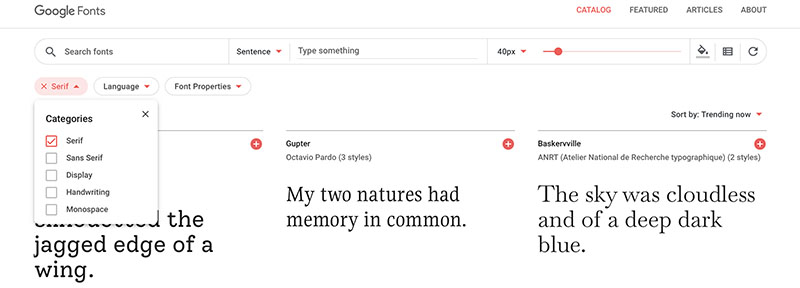 Google Fonts
CATALOG FEATURED ARTICLES ABOUT
Search fonts
Sentence
Type something
40px
Serif
Language
Font Properties
Categories
Serif
Sans Serif
Display
Handwriting
Monospace
Sort by: Trending now
the
jagged edge of a
wing.
Gupter
Octavio Pardo (3 styles)
My two natures had
memory in common.
Baskervville
ANRT (Atelier National de Recherche typographique) (2 styles)
The sky was cloudless
and of a deep dark
blue.